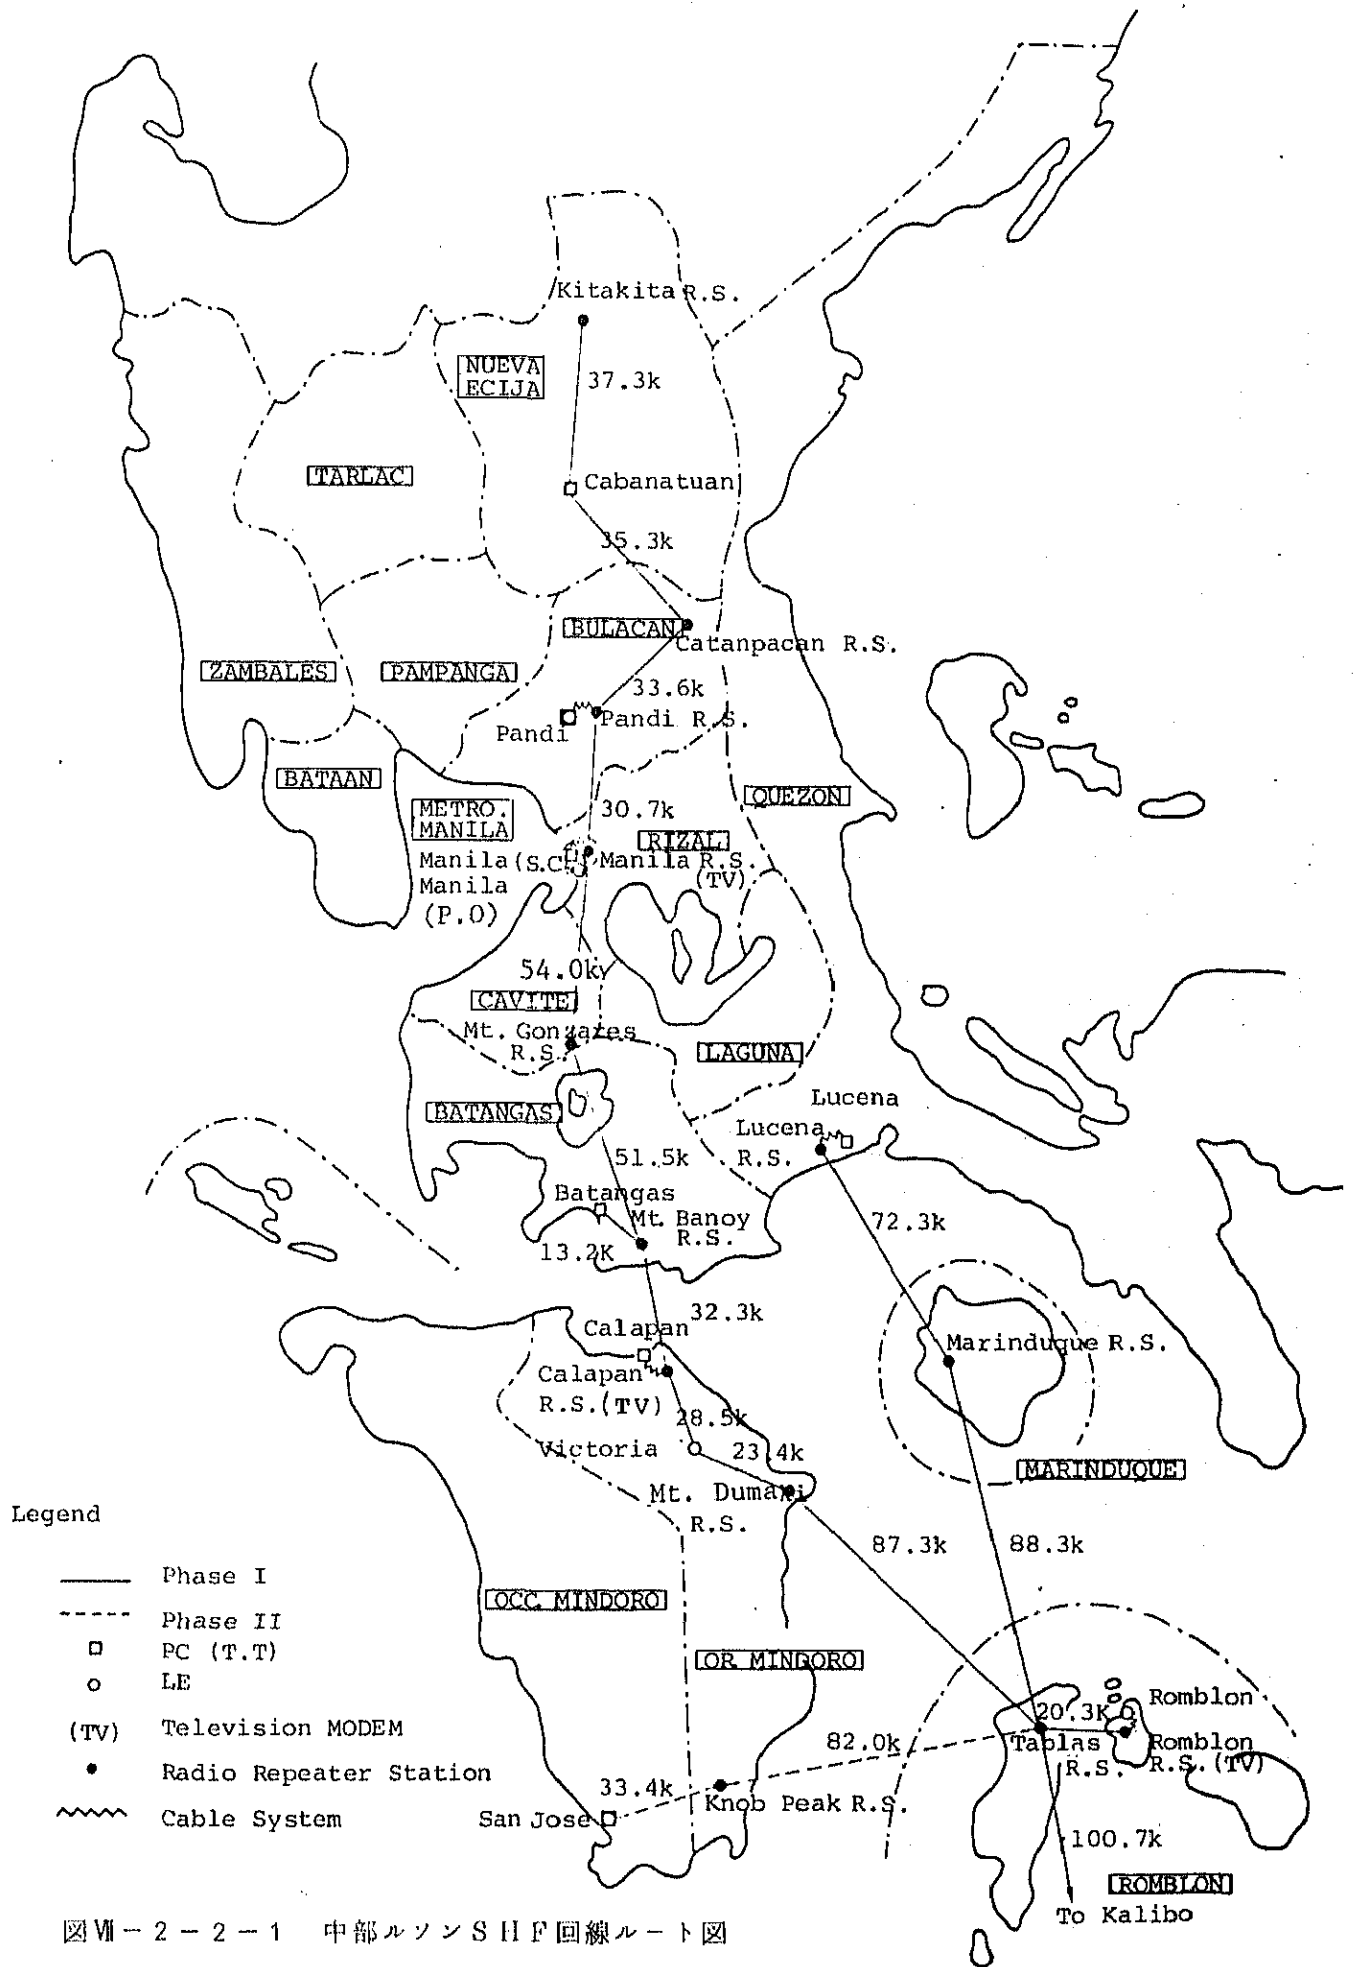 Kitakita R.S.
NUEVA
ECIJA
37.3k
TARLAC
Cabanatuan
35.3k
BULACAN
Catanpacan R.S.
ZAMBALES
PAMPANGA
33.6k
Pandi R.S.
Pandi
BATAAN
METRO.
MANILA
30.7k
QUEZON
RIZAL
Manila (S.C)
Manila R.S.
(TV)
Manila
(P.O)
54.0k
CAVITE
Mt. Gonzares
R.S.
LAGUNA
BATANGAS
Lucena
Lucena
R.S.
51.5k
Batangas
Mt. Banoy
R.S.
72.3k
13.2K
32.3k
Calapan
Marinduque R.S.
Calapan
R.S. (TV)
28.5k
Victoria
23.4k
MARINDUQUE
Mt. Dumali
R.S.
Legend
87.3k
88.3k
Phase I
Phase II
PC (T.T)
LE
(TV) Television MODEM
Radio Repeater Station
Cable System
OCC. MINDORO
OR. MINDORO
20.3K
Romblon
82.0k
Tablas
R.S.
Romblon
R.S. (TV)
33.4k
Knob Peak R.S.
San Jose
100.7k
ROMBLON
To Kalibo
図Ⅷ-2-2-1 中部ルソンSHF回線ルート図